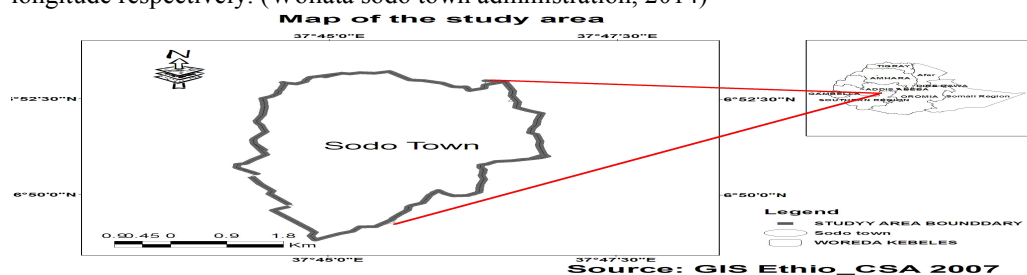 longitude respectively. (Wolaita sodo town administration, 2014)
Map of the study area
37°45'0"E 37°47'30"E
N
TIGRAY
AMHARA Afar
DIRE DAWA
GAMBELLA ADDIS ABEBA
OROMIA Somali Region
SOUTHERN REGION
6°52'30"N 6°52'30"N
Sodo Town
6°50'0"N 6°50'0"N
Legend
STUDYY AREA BOUNDDARY
Sodo town
WOREDA KEBELES
0.9 0.45 0 0.9 1.8
Km
37°45'0"E 37°47'30"E
Source: GIS Ethio_CSA 2007